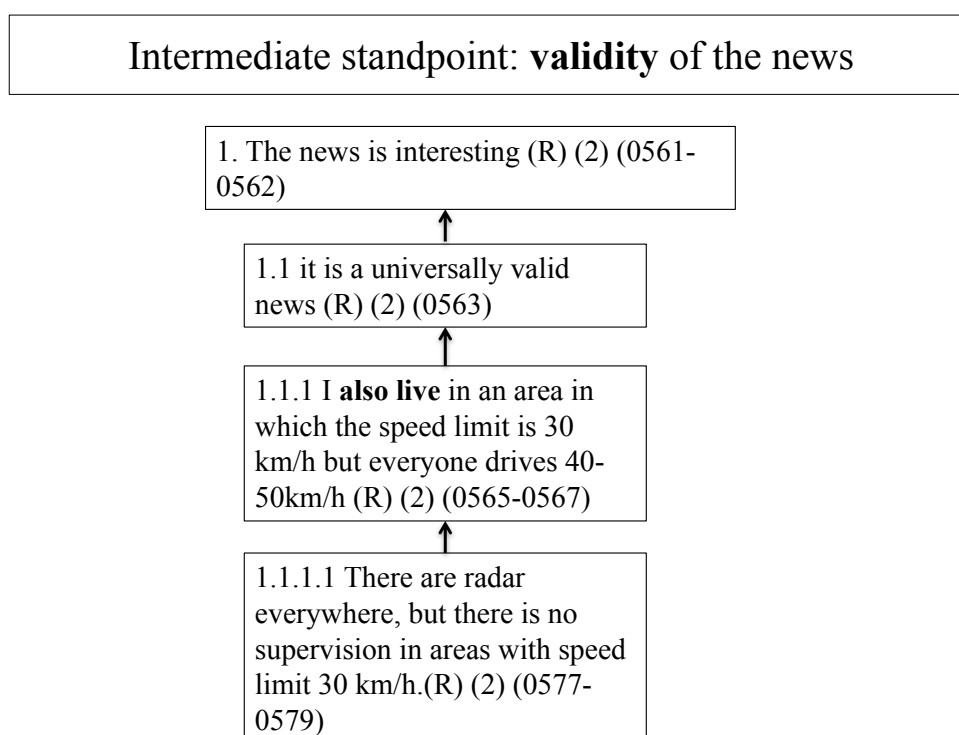 Intermediate standpoint: validity of the news
1. The news is interesting (R) (2) (0561-
0562)
1.1 it is a universally valid
news (R) (2) (0563)
1.1.1 I also live in an area in
which the speed limit is 30
km/h but everyone drives 40-
50km/h (R) (2) (0565-0567)
1.1.1.1 There are radar
everywhere, but there is no
supervision in areas with speed
limit 30 km/h.(R) (2) (0577-
0579)